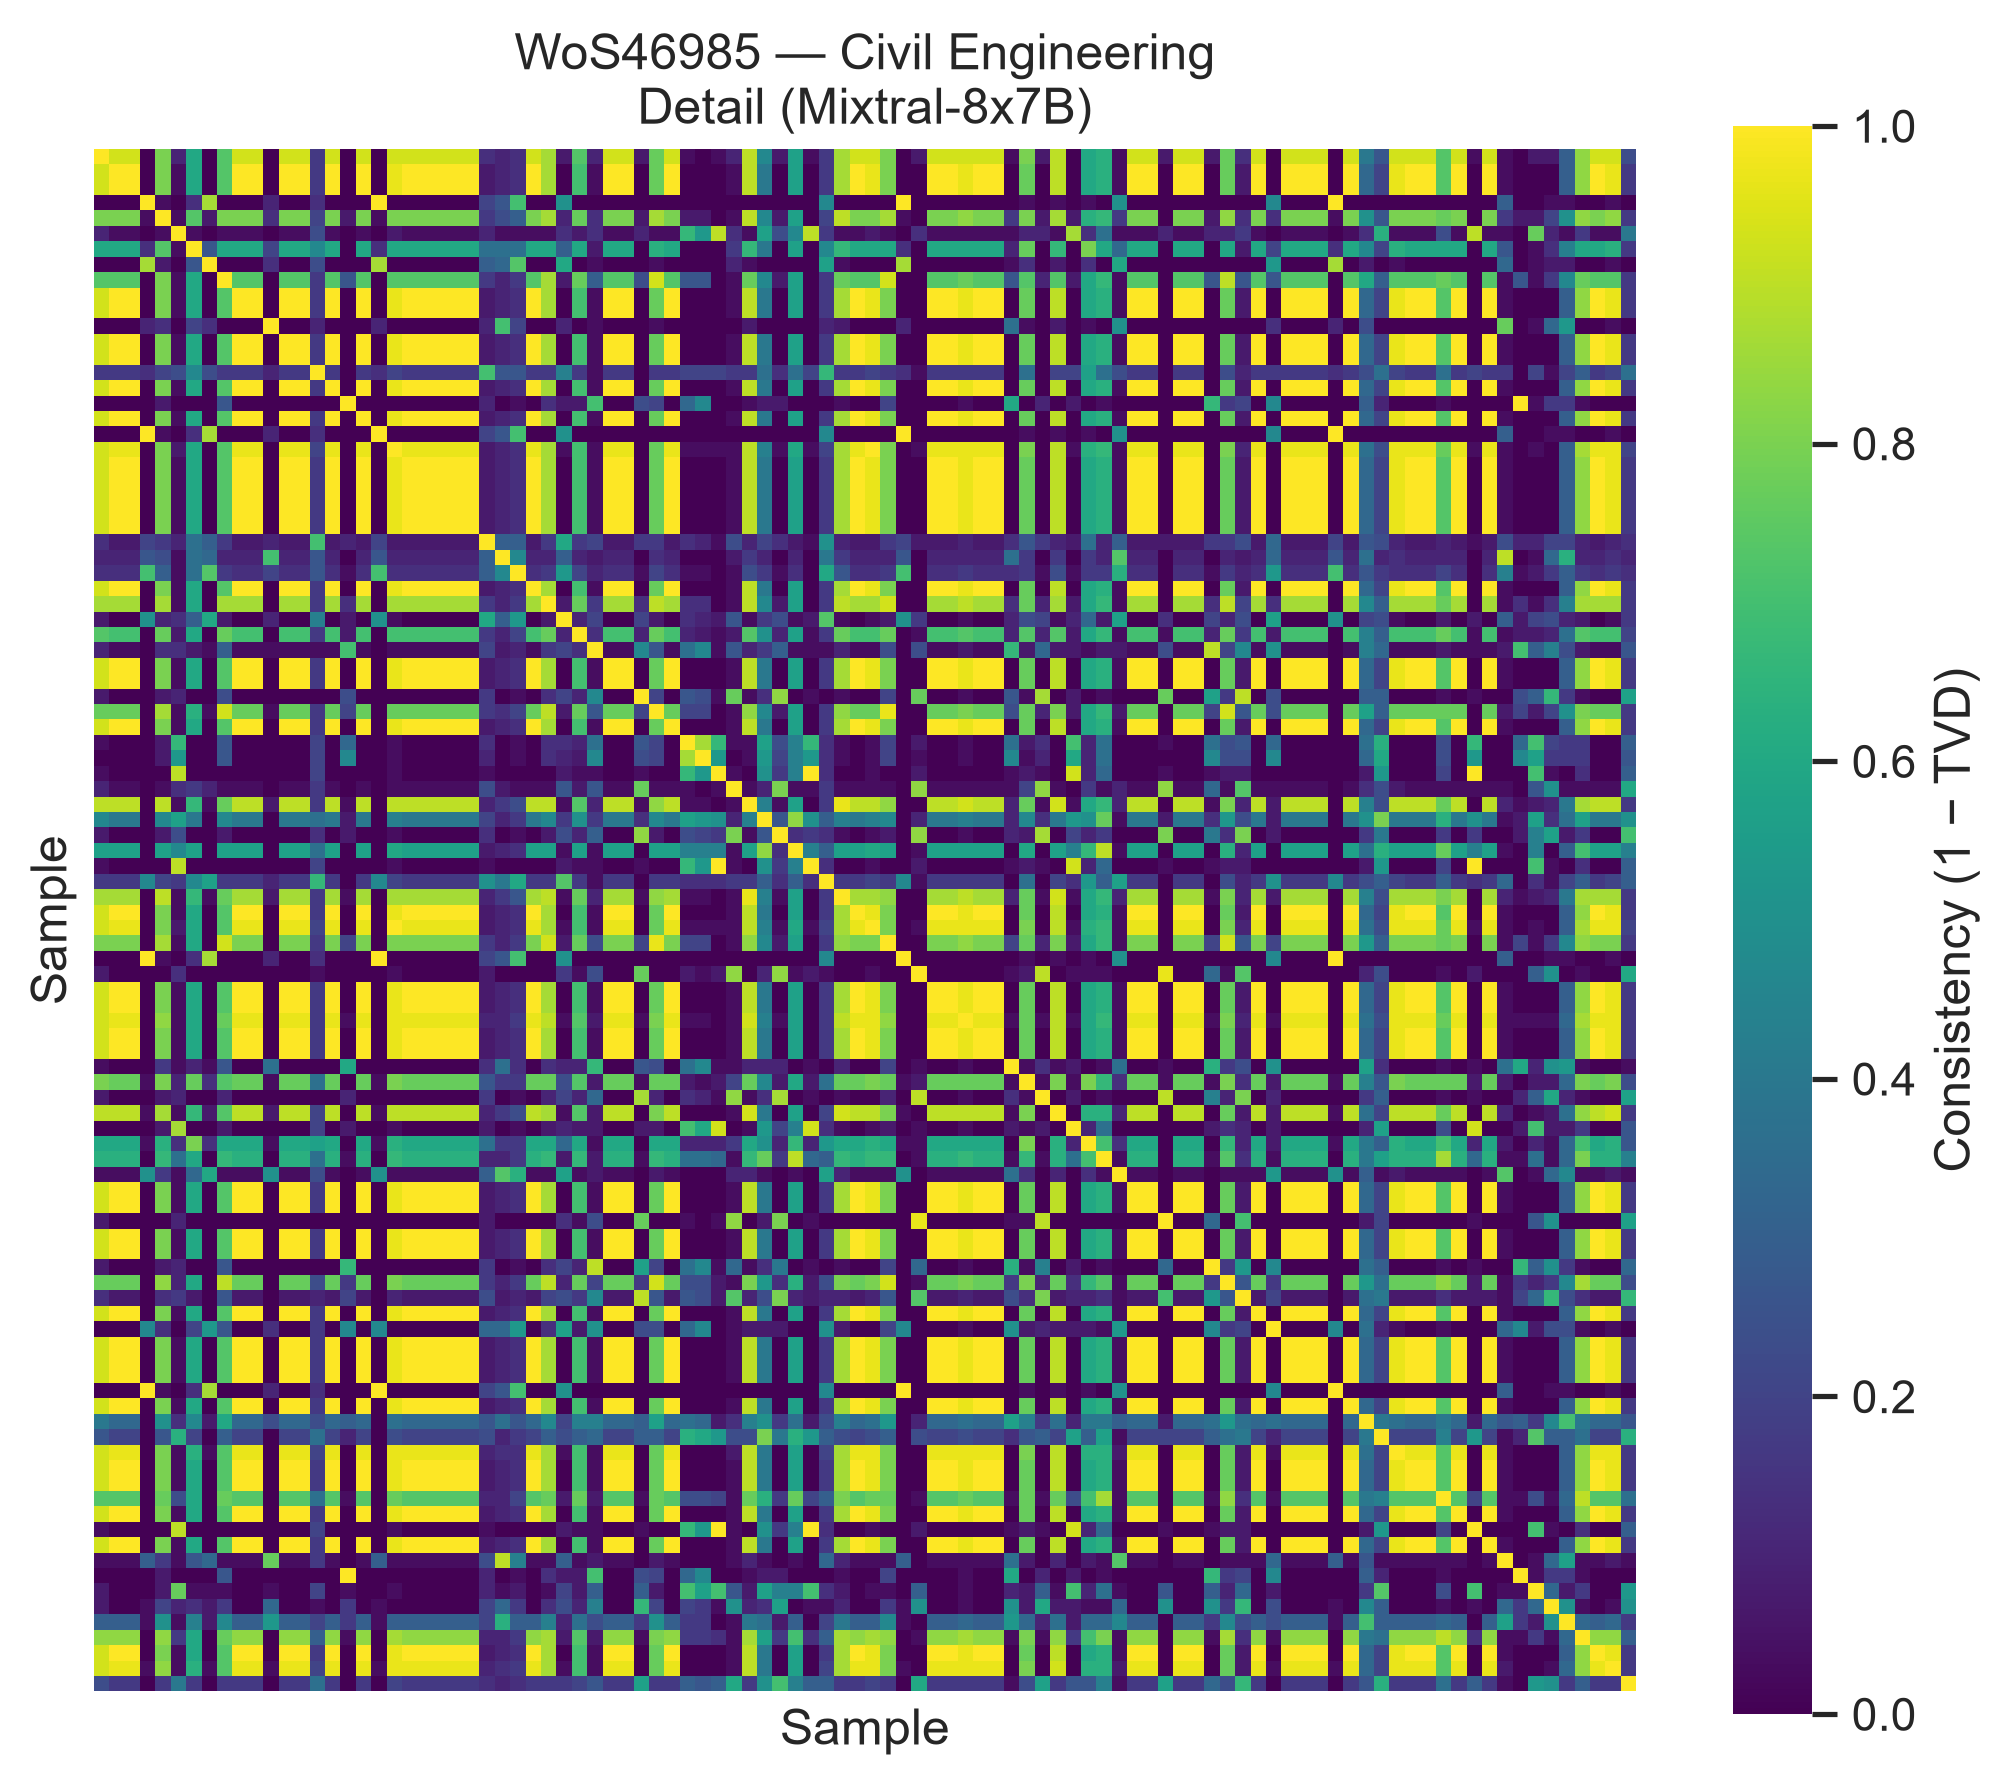 WoS46985 — Civil Engineering
Detail (Mixtral-8x7B)
Sample
Sample
1.0
0.8
0.6
0.4
0.2
0.0
Consistency (1 − TVD)